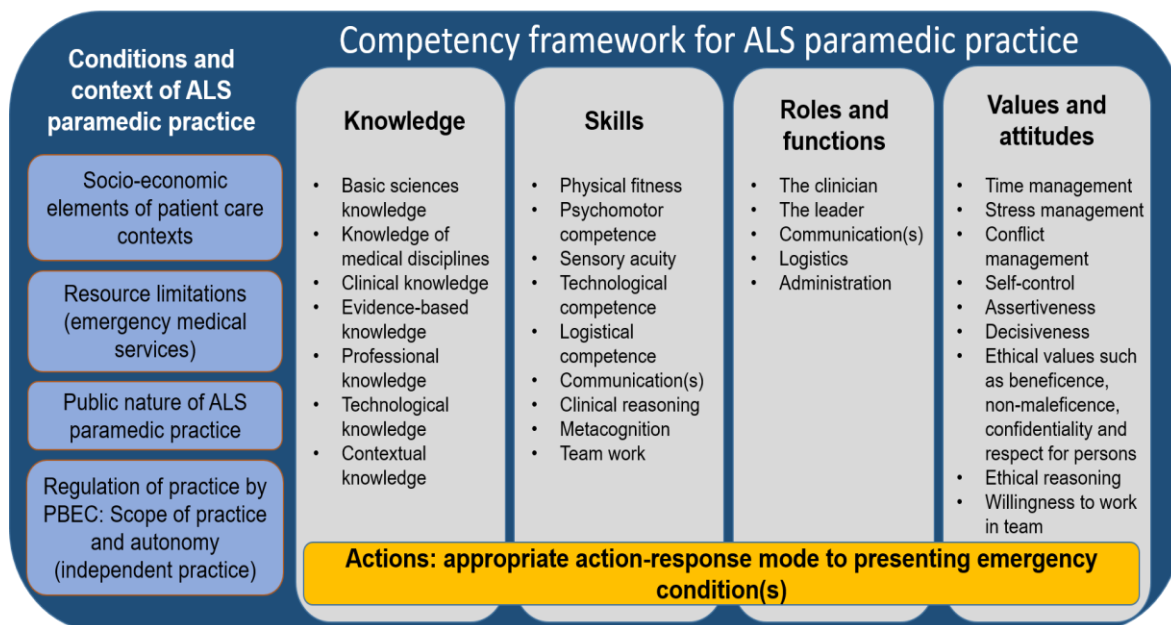 Competency framework for ALS paramedic practice
Conditions and
context of ALS
paramedic practice
Socio-economic
elements of patient care
contexts
Resource limitations
(emergency medical
services)
Public nature of ALS
paramedic practice
Regulation of practice by
PBEC: Scope of practice
and autonomy
(independent practice)
Knowledge
• Basic sciences
knowledge
• Knowledge of
medical disciplines
• Clinical knowledge
• Evidence-based
knowledge
• Professional
knowledge
• Technological
knowledge
• Contextual
knowledge
Skills
• Physical fitness
• Psychomotor
competence
• Sensory acuity
• Technological
competence
• Logistical
competence
• Communication(s)
• Clinical reasoning
• Metacognition
• Team work
Roles and
functions
• The clinician
• The leader
• Communication(s)
• Logistics
• Administration
Values and
attitudes
• Time management
• Stress management
• Conflict
management
• Self-control
• Assertiveness
• Decisiveness
• Ethical values such
as beneficence,
non-maleficence,
confidentiality and
respect for persons
• Ethical reasoning
• Willingness to work
in team
Actions: appropriate action-response mode to presenting emergency
condition(s)